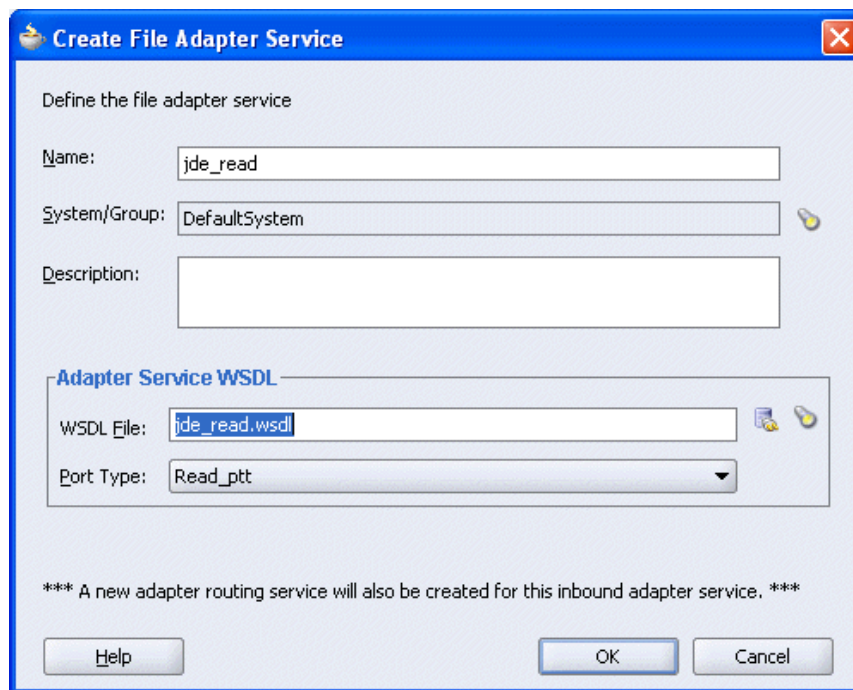 Create File Adapter Service
Define the file adapter service
Name: jde_read
System/Group: DefaultSystem
Description:
Adapter Service WSDL
WSDL File: jde_read.wsdl
Port Type: Read_ptt
*** A new adapter routing service will also be created for this inbound adapter service. ***
Help OK Cancel